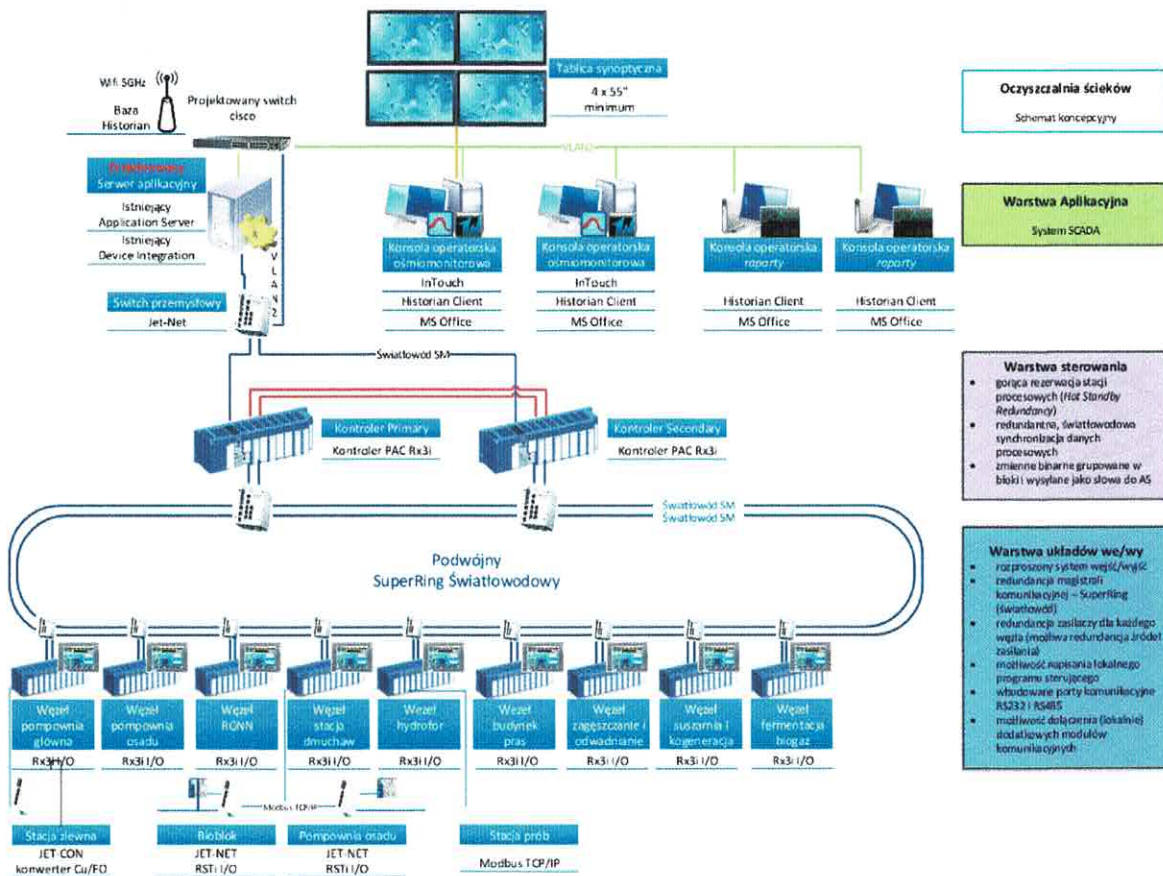 Wifi 5GHz
Baza
Historian
Projektowany switch
cisco
Tablica synoptyczna
4 x 55"
minimum
Oczyszczalnia ścieków
Schemat koncepcyjny
VLAN2
Serwer aplikacyjny
Istniejący
Application Server
Istniejący
Device Integration
VLAN2
Switch przemysłowy
Jet-Net
Konsola operatorska
ośmiomonitorowa
InTouch
Historian Client
MS Office
Konsola operatorska
ośmiomonitorowa
InTouch
Historian Client
MS Office
Konsola operatorska
raporty
Historian Client
MS Office
Konsola operatorska
raporty
Historian Client
MS Office
Warstwa Aplikacyjna
System SCADA
Światłowód SM
Kontroler Primary
Kontroler PAC Rx3i
Kontroler Secondary
Kontroler PAC Rx3i
Warstwa sterowania
• gorąca rezerwacja stacji
procesowych (Hot Standby
Redundancy)
• redundantna, światłowodowa
synchronizacja danych
procesowych
• zmienne binarne grupowane w
bloki i wysyłane jako słowa do AS
Światłowód SM
Światłowód SM
Podwójny
SuperRing Światłowodowy
Warstwa układów we/wy
• rozproszony system wejść/wyjść
• redundancja magistrali
komunikacyjnej – SuperRing
(światłowód)
• redundancja zasilaczy dla każdego
węzła (możliwa redundancja źródeł
zasilania)
• możliwość napisania lokalnego
programu sterującego
• wbudowane porty komunikacyjne
RS232 i RS485
• możliwość dołączenia (lokalnie)
dodatkowych modułów
komunikacyjnych
Węzeł
pompownia
główna
Rx3i I/O
Węzeł
pompownia
osadu
Rx3i I/O
Węzeł
RGNN
Rx3i I/O
Węzeł
stacja
dmuchaw
Rx3i I/O
Węzeł
hydrofor
Rx3i I/O
Węzeł
budynek
pras
Rx3i I/O
Węzeł
zagęszczanie i
odwadnianie
Rx3i I/O
Węzeł
suszarnia i
kogeneracja
Rx3i I/O
Węzeł
fermentacja
biogaz
Rx3i I/O
Modbus TCP/IP
Stacja zlewna
JET-CON
konwerter Cu/FO
Bioblok
JET-NET
RSTi I/O
Pompownia osadu
JET-NET
RSTi I/O
Stacja prób
Modbus TCP/IP